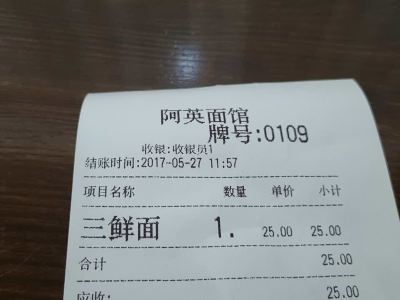 阿英面馆
牌号:0109
收银:收银员1
结账时间:2017-05-27 11:57
项目名称 数量 单价 小计
三鲜面 1. 25.00 25.00
合计 25.00
应收: 25.00